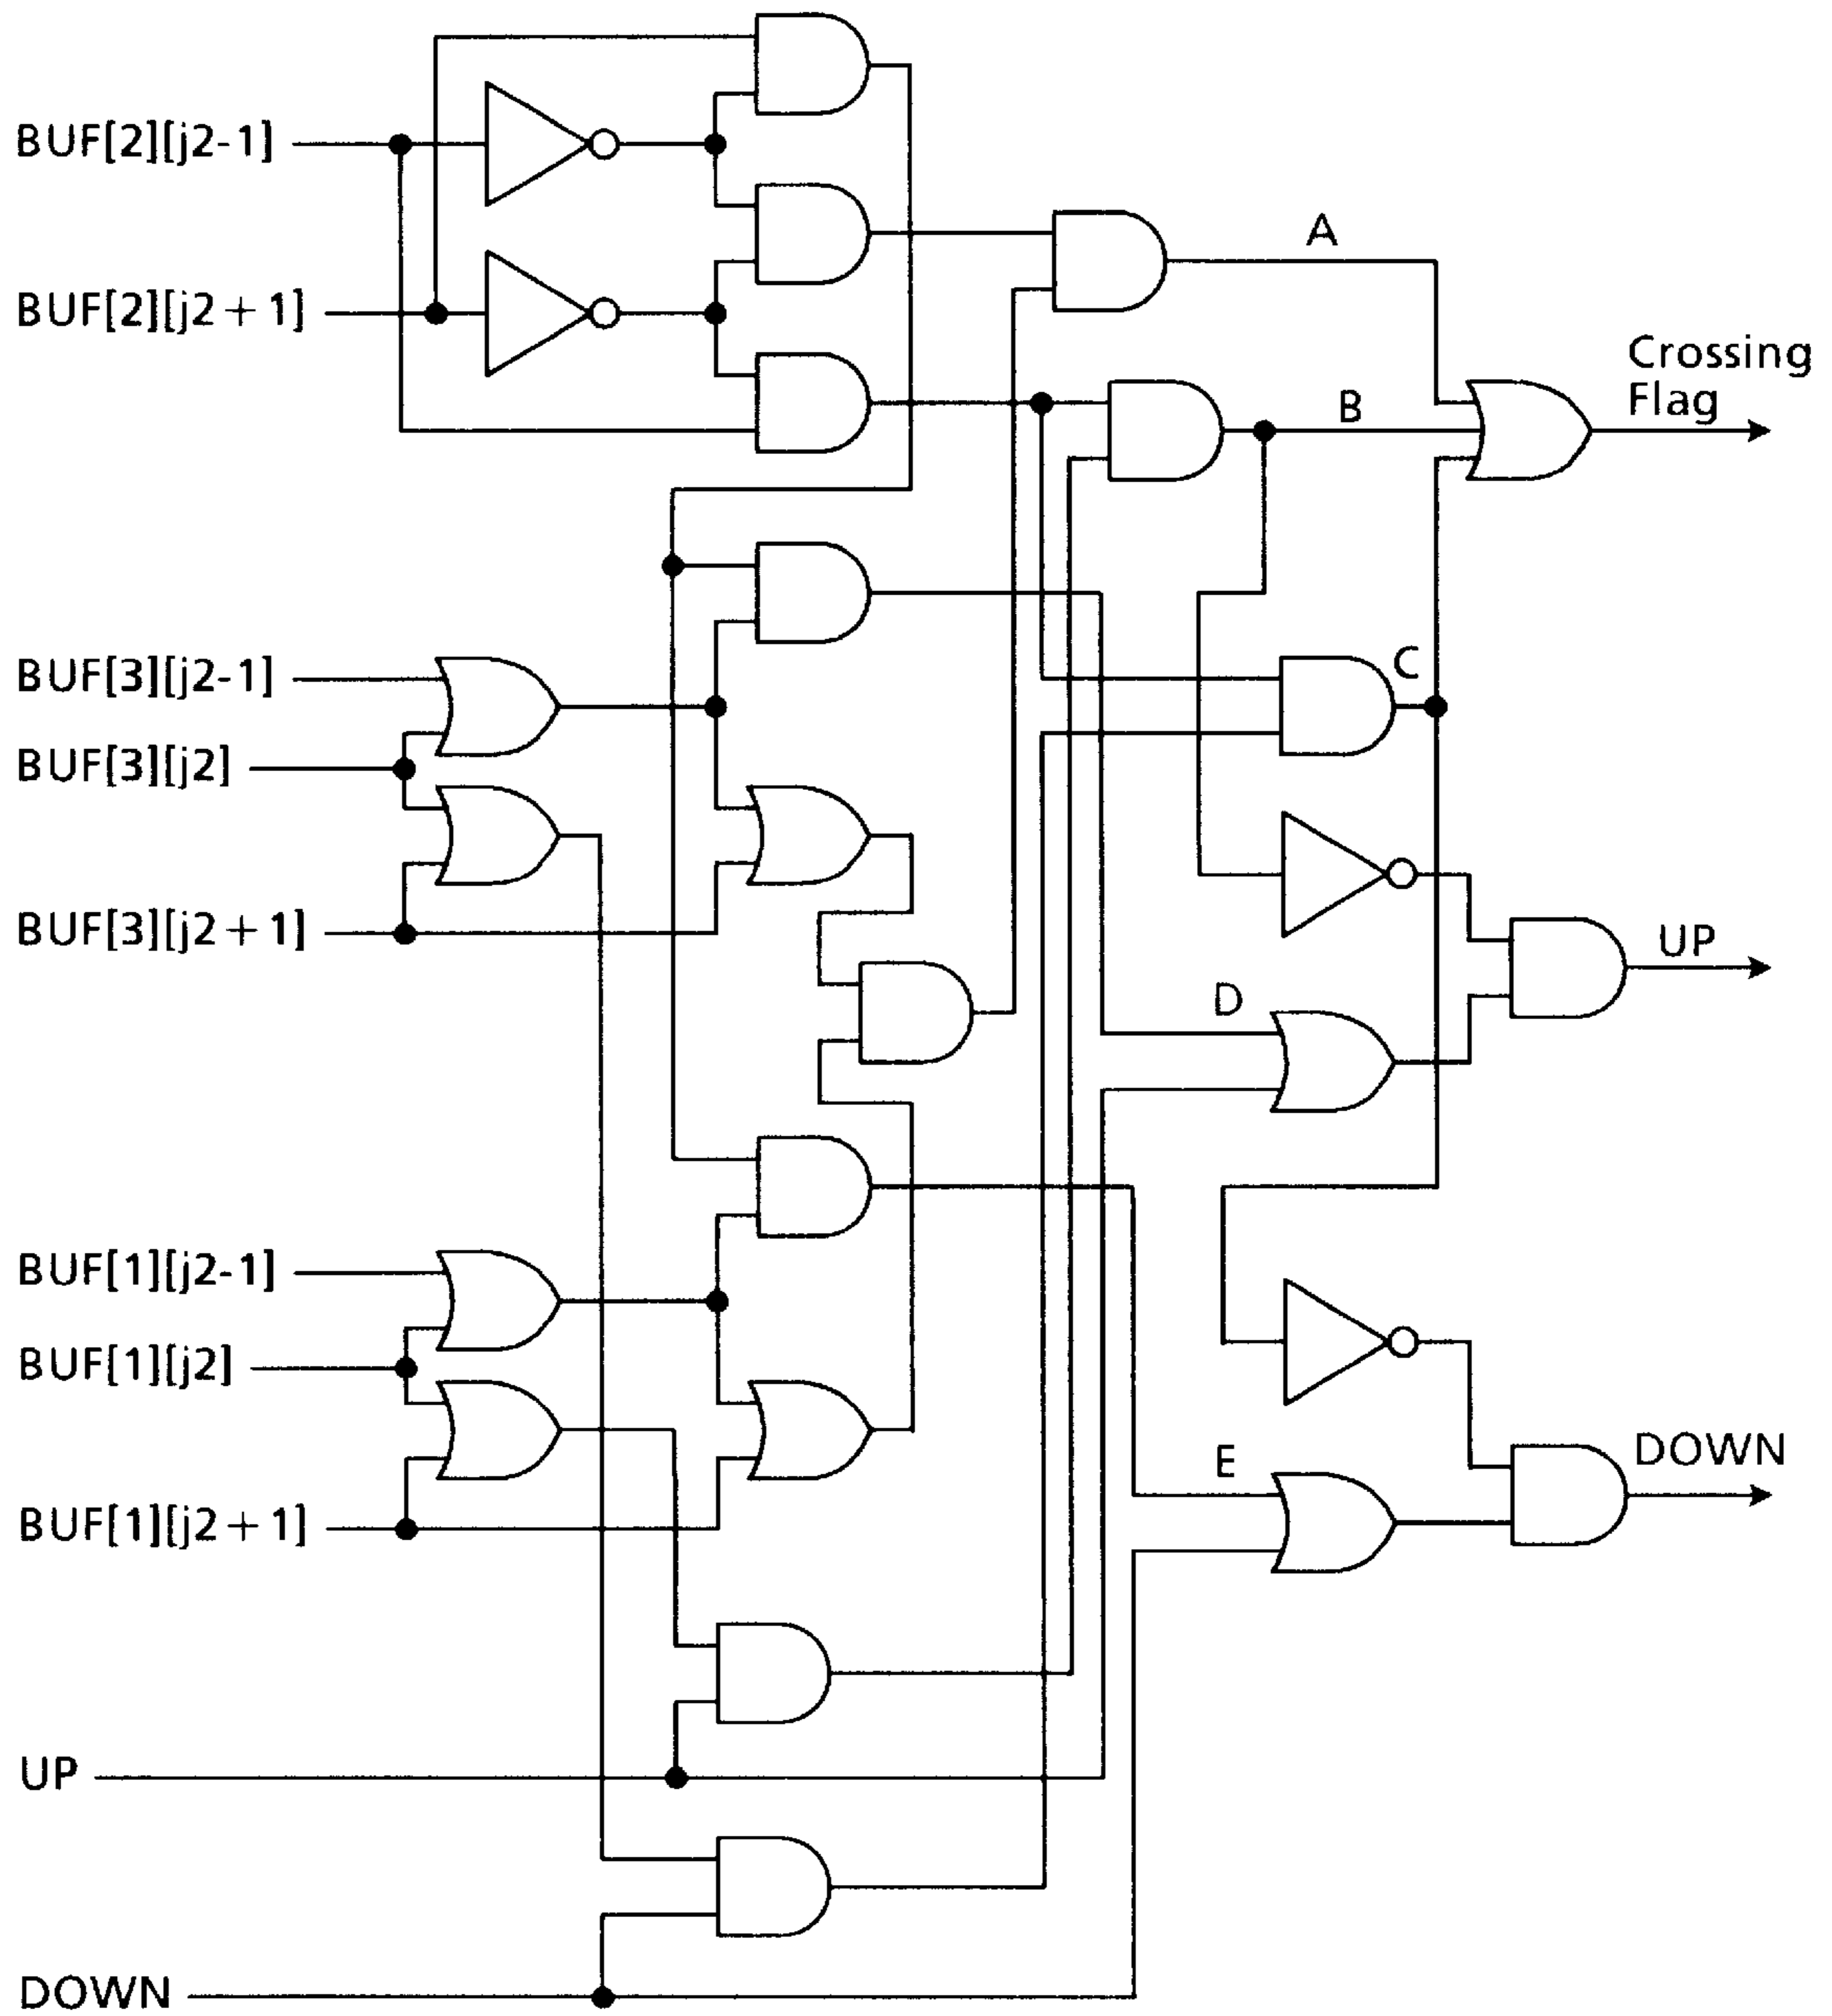 BUF[2][j2-1]
BUF[2][j2+1]
A
Crossing
Flag
B
BUF[3][j2-1]
C
BUF[3][j2]
BUF[3][j2+1]
UP
D
BUF[1][j2-1]
BUF[1][j2]
DOWN
E
BUF[1][j2+1]
UP
DOWN